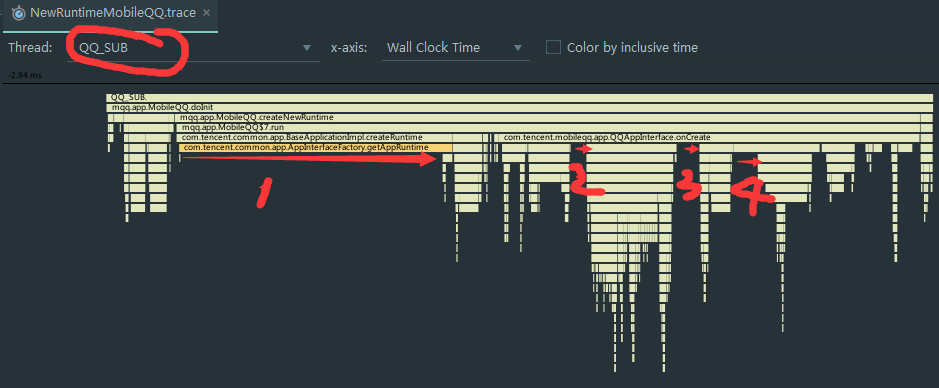 NewRuntimeMobileQQ.trace ×
Thread: QQ_SUB x-axis: Wall Clock Time Color by inclusive time
-2.94 ms
QQ_SUB.
mqq.app.MobileQQ.doInit
mqq.app.MobileQQ.createNewRuntime
mqq.app.MobileQQ$7.run
com.tencent.common.app.BaseApplicationImpl.createRuntime com.tencent.mobileqq.app.QQAppInterface.onCreate
com.tencent.common.app.AppInterfaceFactory.getAppRuntime
1 2 3 4